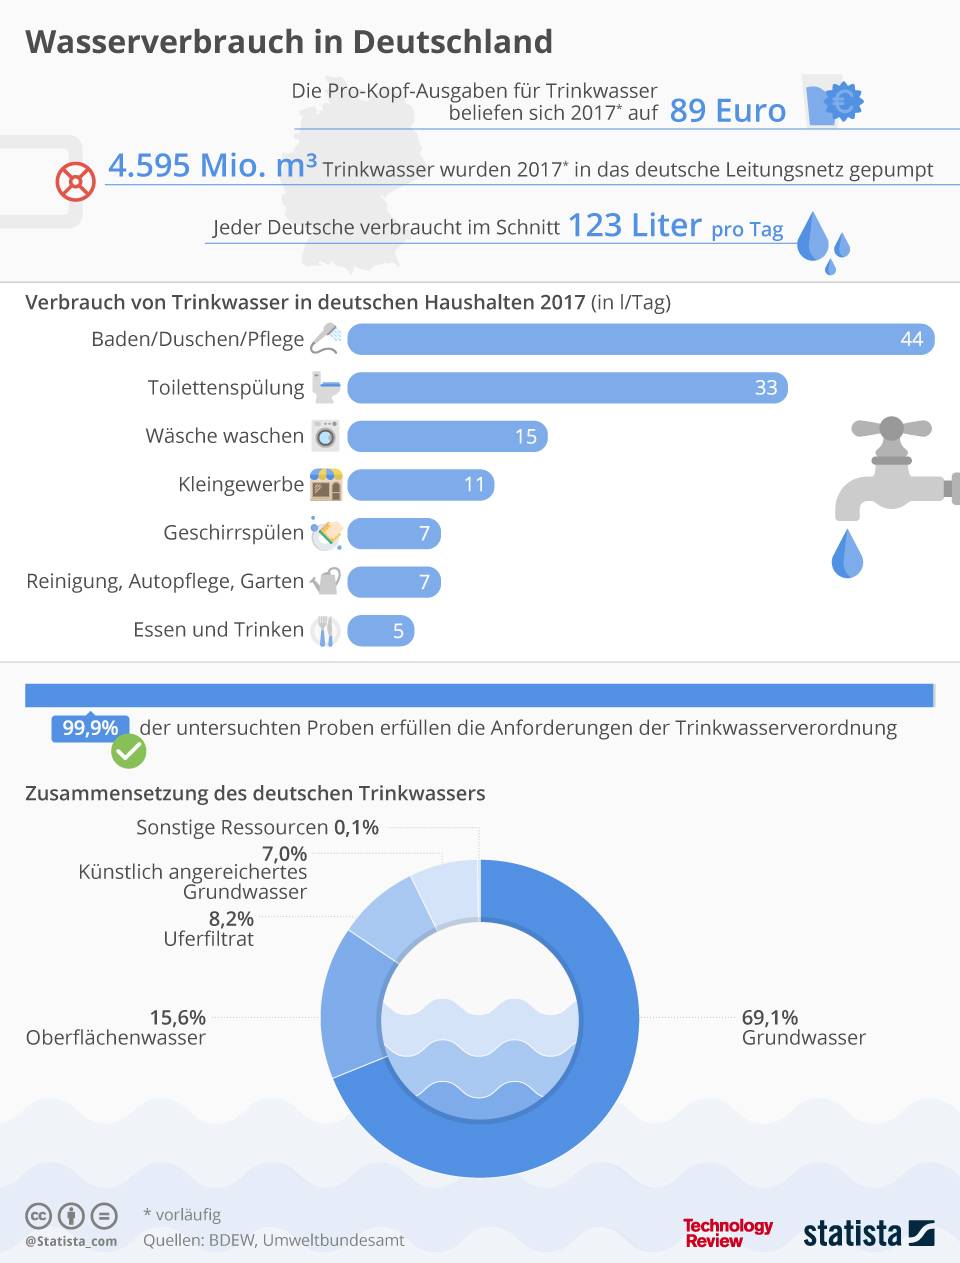 Wasserverbrauch in Deutschland
Die Pro-Kopf-Ausgaben für Trinkwasser
beliefen sich 2017* auf 89 Euro
€
4.595 Mio. m³ Trinkwasser wurden 2017* in das deutsche Leitungsnetz gepumpt
Jeder Deutsche verbraucht im Schnitt 123 Liter pro Tag
Verbrauch von Trinkwasser in deutschen Haushalten 2017 (in l/Tag)
Baden/Duschen/Pflege 44
Toilettenspülung 33
Wäsche waschen 15
Kleingewerbe 11
Geschirrspülen 7
Reinigung, Autopflege, Garten 7
Essen und Trinken 5
99,9% der untersuchten Proben erfüllen die Anforderungen der Trinkwasserverordnung
Zusammensetzung des deutschen Trinkwassers
Sonstige Ressourcen 0,1%
7,0%
Künstlich angereichertes
Grundwasser
8,2%
Uferfiltrat
15,6%
Oberflächenwasser
69,1%
Grundwasser
cc
@Statista_com
* vorläufig
Quellen: BDEW, Umweltbundesamt
Technology
Review
statista